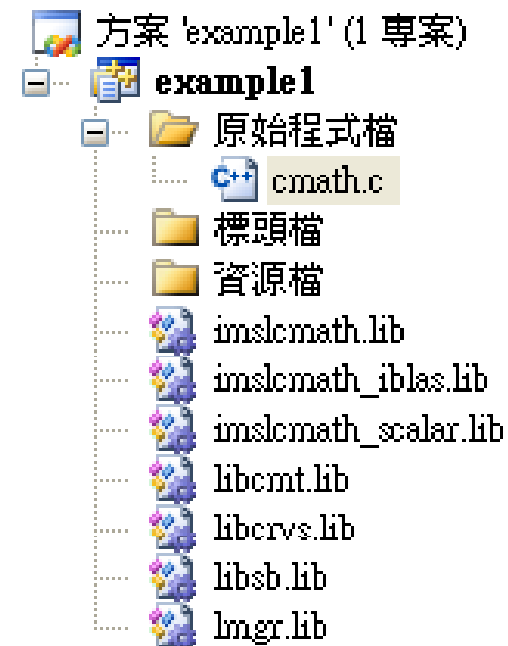 方案 'example1' (1 專案)
example1
原始程式檔
cmath.c
標頭檔
資源檔
imslcmath.lib
imslcmath_iblas.lib
imslcmath_scalar.lib
libcmt.lib
libcrvs.lib
libsb.lib
lmgr.lib